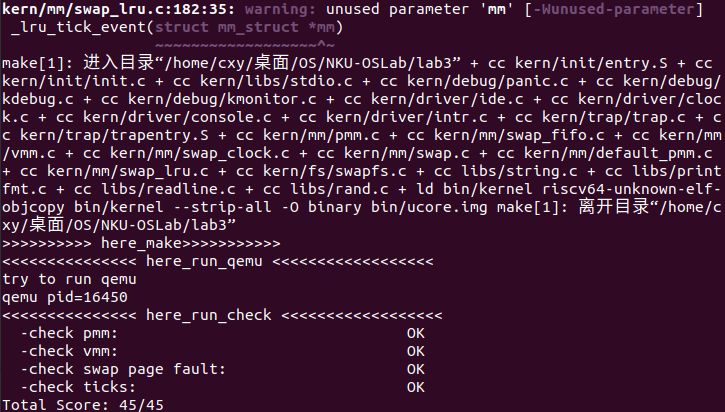 kern/mm/swap_lru.c:182:35: warning: unused parameter 'mm' [-Wunused-parameter]
_lru_tick_event(struct mm_struct *mm)
~~~~~~~~~~~~~~~~~~^~
make[1]: 进入目录“/home/cxy/桌面/OS/NKU-OSLab/lab3” + cc kern/init/entry.S + cc
kern/init/init.c + cc kern/libs/stdio.c + cc kern/debug/panic.c + cc kern/debug/
kdebug.c + cc kern/debug/kmonitor.c + cc kern/driver/ide.c + cc kern/driver/cloc
k.c + cc kern/driver/console.c + cc kern/driver/intr.c + cc kern/trap/trap.c + c
c kern/trap/trapentry.S + cc kern/mm/pmm.c + cc kern/mm/swap_fifo.c + cc kern/mm
/vmm.c + cc kern/mm/swap_clock.c + cc kern/mm/swap.c + cc kern/mm/default_pmm.c
+ cc kern/mm/swap_lru.c + cc kern/fs/swapfs.c + cc libs/string.c + cc libs/print
fmt.c + cc libs/readline.c + cc libs/rand.c + ld bin/kernel riscv64-unknown-elf-
objcopy bin/kernel --strip-all -O binary bin/ucore.img make[1]: 离开目录“/home/c
xy/桌面/OS/NKU-OSLab/lab3”
>>>>>>>>>> here_make>>>>>>>>>>>
<<<<<<<<<<<<<<< here_run_qemu <<<<<<<<<<<<<<<<<<
try to run qemu
qemu pid=16450
<<<<<<<<<<<<<<< here_run_check <<<<<<<<<<<<<<<<<<
-check pmm: OK
-check vmm: OK
-check swap page fault: OK
-check ticks: OK
Total Score: 45/45